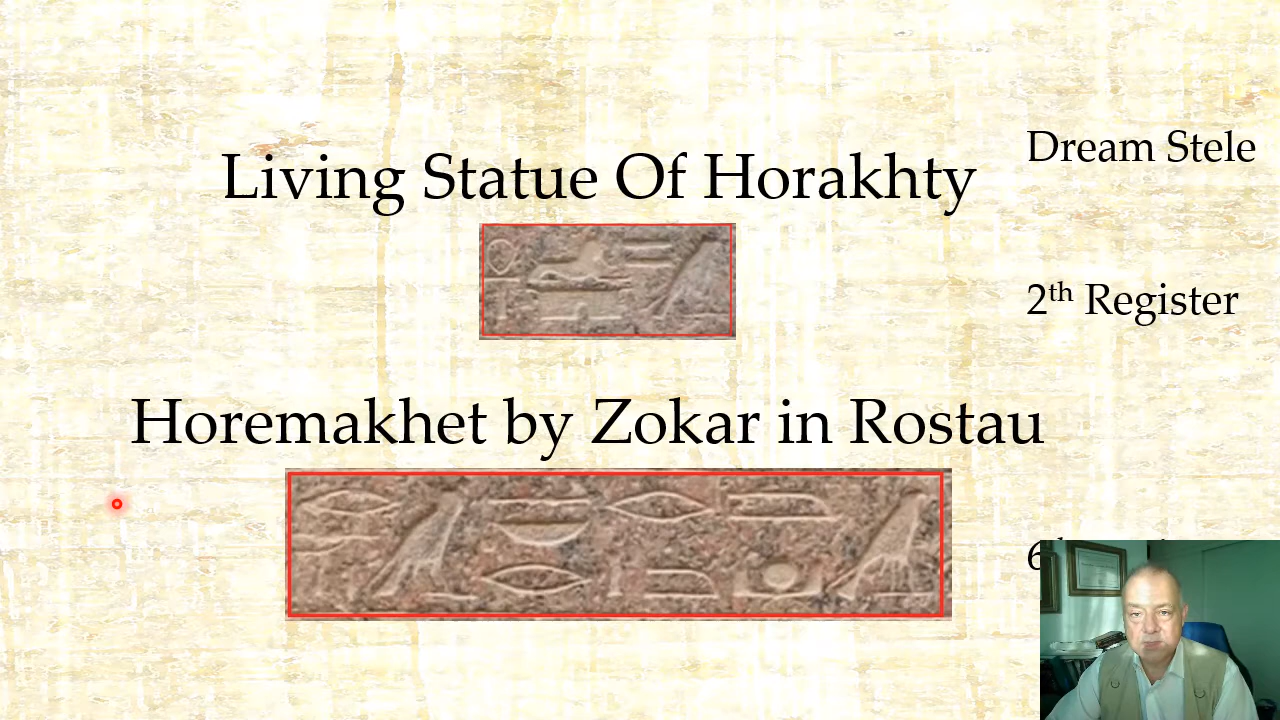 Living Statue Of Horakhty
Dream Stele
2th Register
Horemakhet by Zokar in Rostau